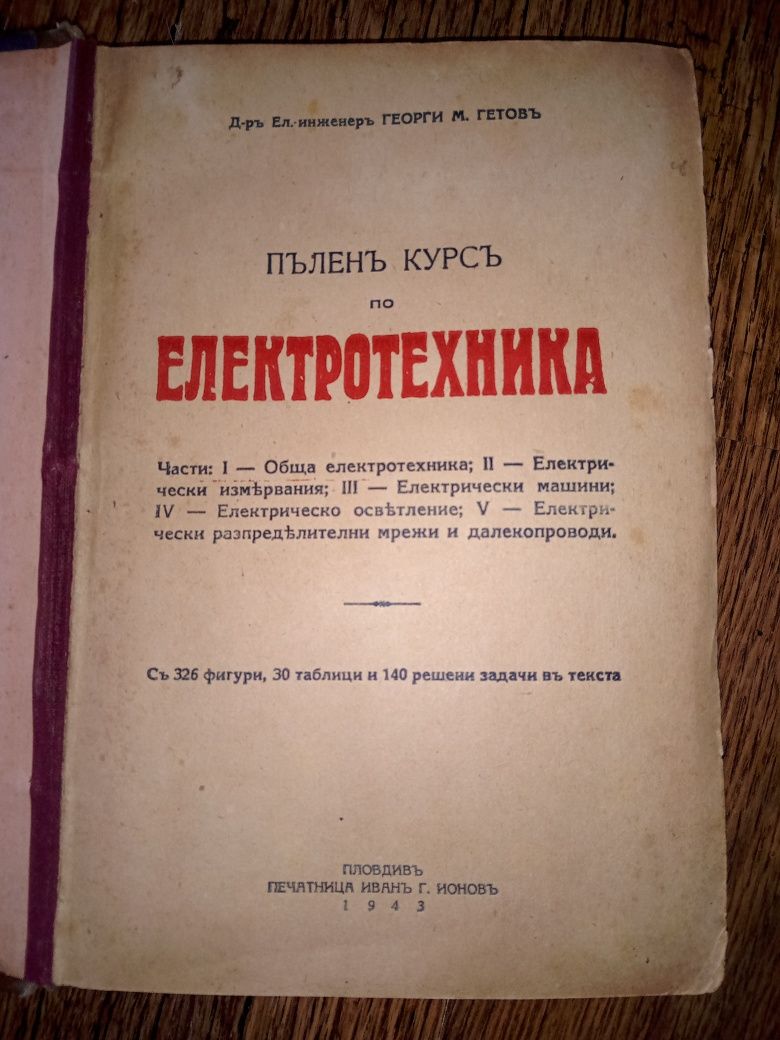 Д-ръ Ел.-инженеръ ГЕОРГИ М. ГЕТОВЪ
ПЪЛЕНЪ КУРСЪ
по
ЕЛЕКТРОТЕХНИКА
Части: I — Обща електротехника; II — Електри-
чески измѣрвания; III — Електрически машини;
IV — Електрическо освѣтление; V — Електри-
чески разпредѣлителни мрежи и далекопроводи.
Съ 326 фигури, 30 таблици и 140 решени задачи въ текста
ПЛОВДИВЪ
ПЕЧАТНИЦА ИВАНЪ Г. ИОНОВЪ
1943